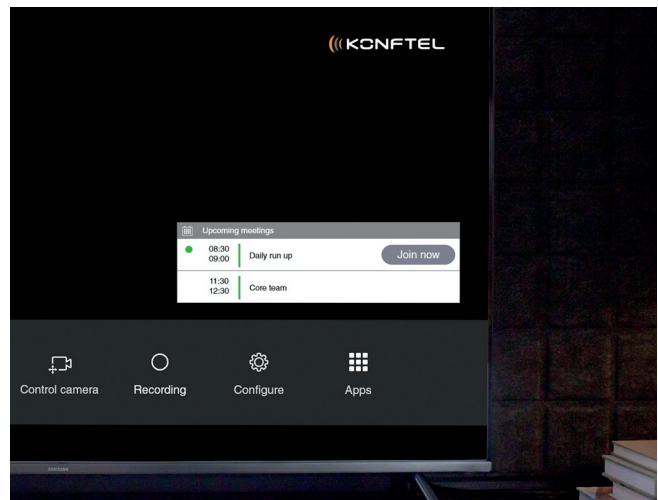 KONFTEL
Upcoming meetings
08:30
09:00
Daily run up
Join now
11:30
12:30
Core team
Control camera
Recording
Configure
Apps
SAMSUNG